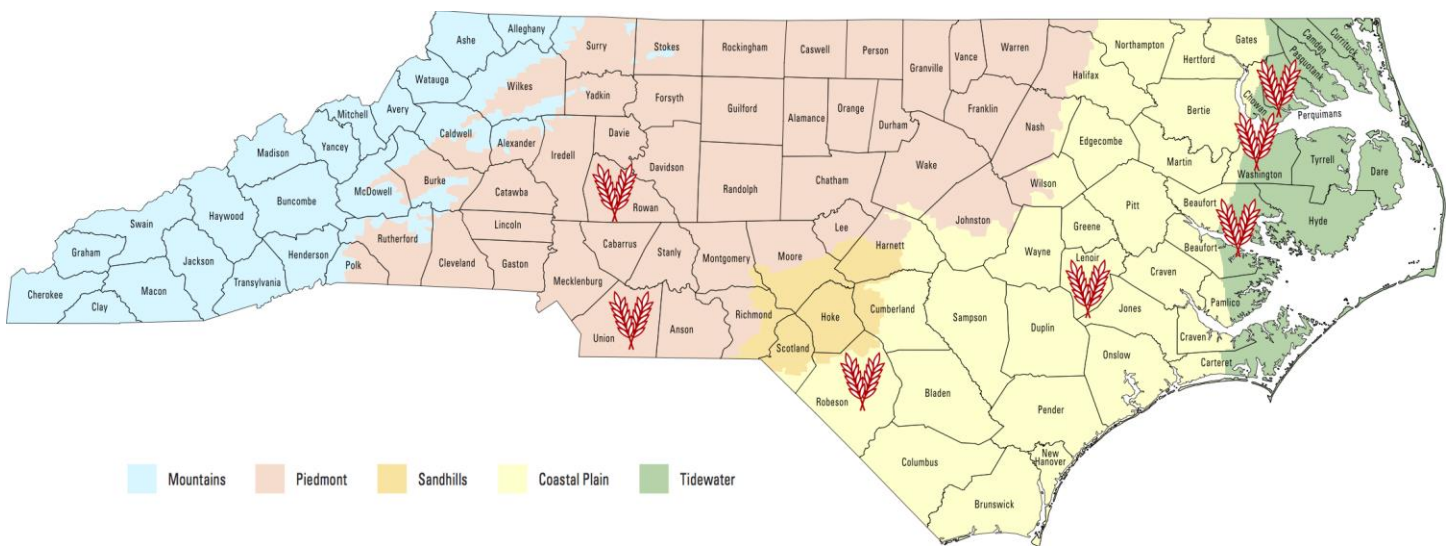 Ashe
Alleghany
Surry
Stokes
Rockingham
Caswell
Person
Granville
Vance
Warren
Halifax
Northampton
Hertford
Gates
Camden
Currituck
Pasquotank
Perquimans
Chowan
Watauga
Wilkes
Yadkin
Forsyth
Guilford
Alamance
Orange
Durham
Franklin
Nash
Edgecombe
Bertie
Martin
Washington
Tyrrell
Dare
Mitchell
Avery
Caldwell
Alexander
Iredell
Davie
Davidson
Randolph
Chatham
Wake
Wilson
Johnston
Pitt
Beaufort
Hyde
Madison
Yancey
McDowell
Burke
Catawba
Rowan
Lincoln
Buncombe
Haywood
Swain
Graham
Cherokee
Clay
Macon
Jackson
Transylvania
Henderson
Polk
Rutherford
Cleveland
Gaston
Mecklenburg
Cabarrus
Stanly
Montgomery
Moore
Lee
Harnett
Wayne
Greene
Lenoir
Craven
Beaufort
Pamlico
Jones
Craven
Carteret
Union
Anson
Richmond
Scotland
Hoke
Cumberland
Sampson
Duplin
Onslow
Robeson
Bladen
Pender
Columbus
New
Hanover
Brunswick
Mountains
Piedmont
Sandhills
Coastal Plain
Tidewater